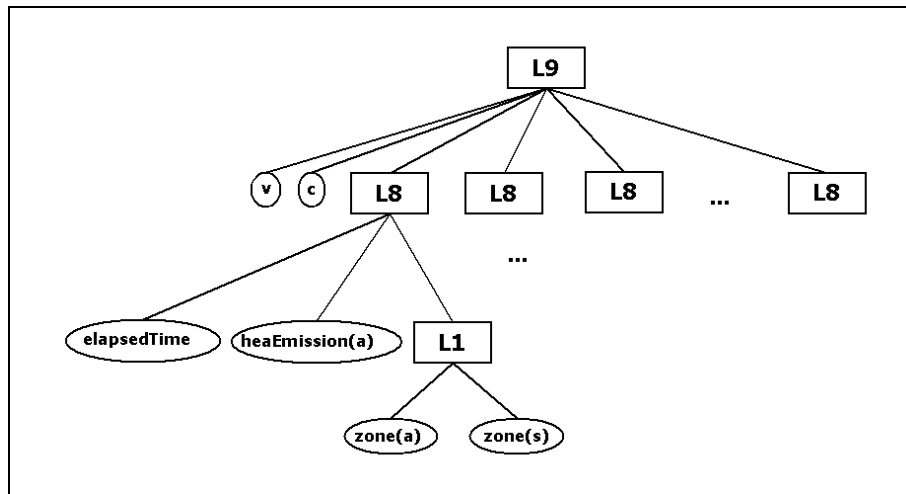 L9
v c L8 L8 L8 ... L8
...
elapsedTime heaEmission(a) L1
zone(a) zone(s)